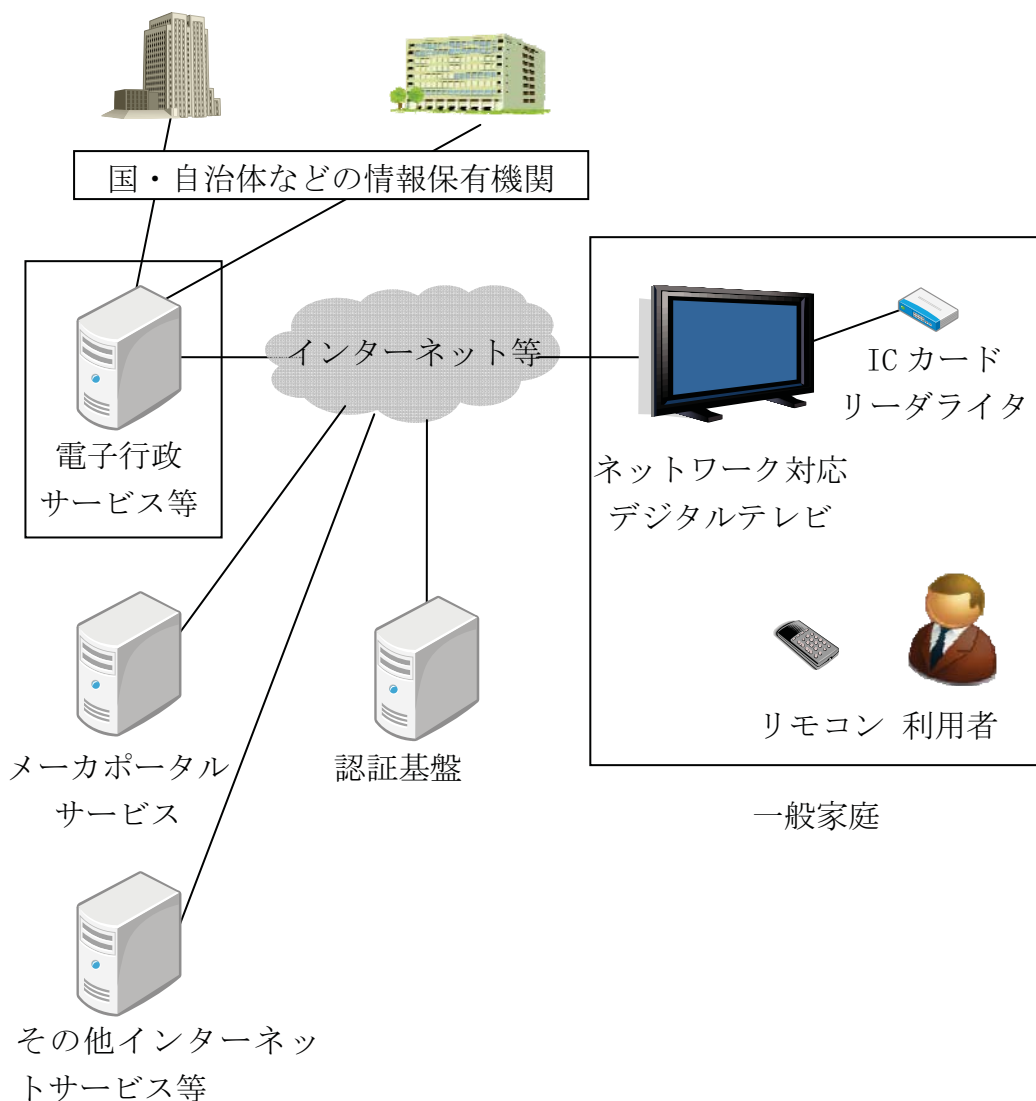 国・自治体などの情報保有機関
インターネット等
IC カード
リーダライタ
電子行政
サービス等
ネットワーク対応
デジタルテレビ
リモコン 利用者
メーカポータル
サービス
認証基盤
一般家庭
その他インターネッ
トサービス等